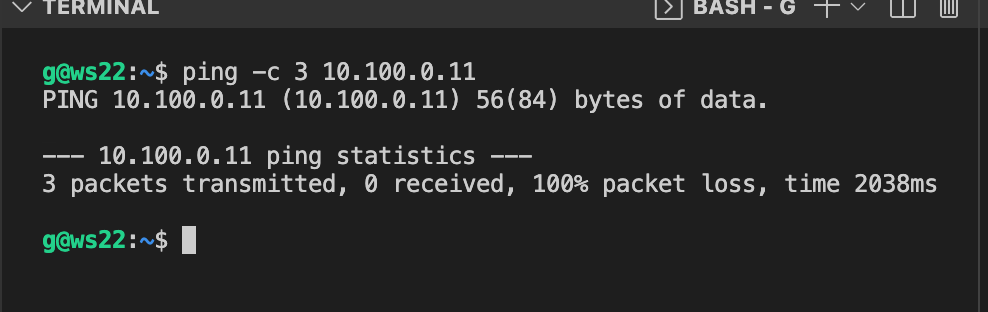 TERMINAL
BASH - G
g@ws22:~$ ping -c 3 10.100.0.11
PING 10.100.0.11 (10.100.0.11) 56(84) bytes of data.
--- 10.100.0.11 ping statistics ---
3 packets transmitted, 0 received, 100% packet loss, time 2038ms
g@ws22:~$